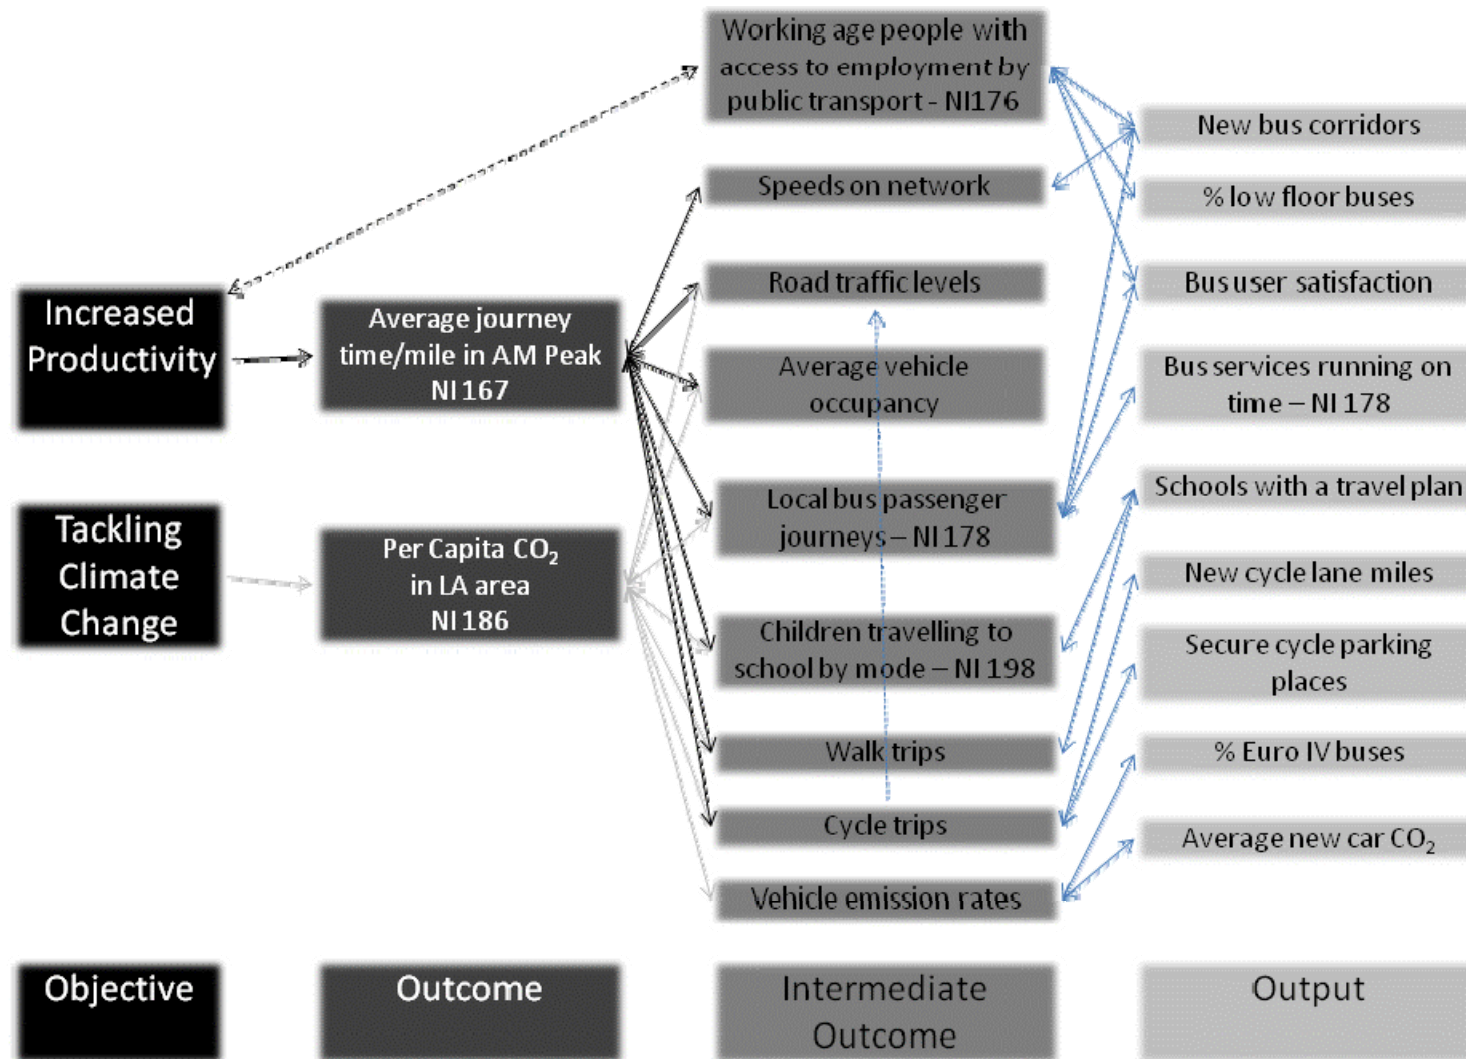 Working age people with
access to employment by
public transport - NI176
Speeds on network
Road traffic levels
Average vehicle
occupancy
Local bus passenger
journeys – NI 178
Children travelling to
school by mode – NI 198
Walk trips
Cycle trips
Vehicle emission rates
New bus corridors
% low floor buses
Bus user satisfaction
Bus services running on
time – NI 178
Schools with a travel plan
New cycle lane miles
Secure cycle parking
places
% Euro IV buses
Average new car CO₂
Increased
Productivity
Average journey
time/mile in AM Peak
NI 167
Tackling
Climate
Change
Per Capita CO₂
in LA area
NI 186
Objective
Outcome
Intermediate
Outcome
Output